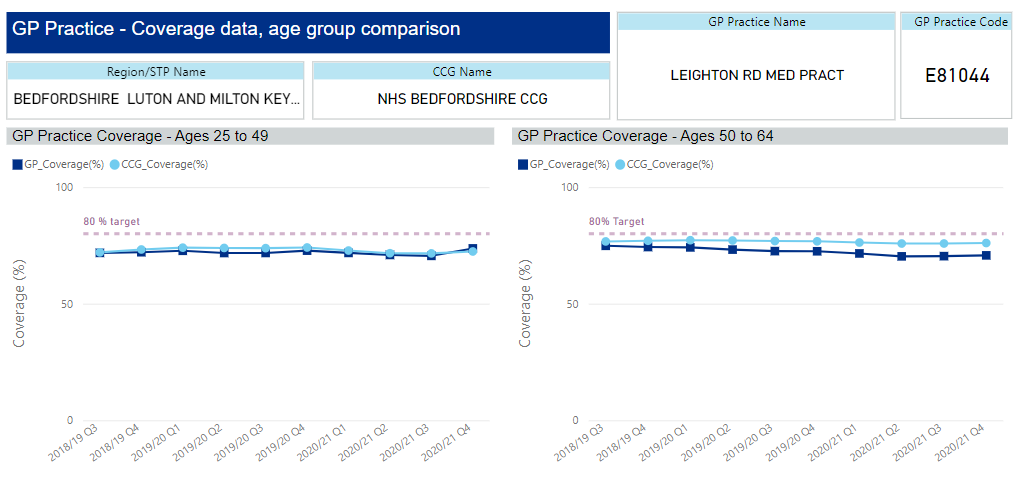 GP Practice - Coverage data, age group comparison
GP Practice Name
GP Practice Code
LEIGHTON RD MED PRACT
E81044
Region/STP Name
CCG Name
BEDFORDSHIRE LUTON AND MILTON KEY...
NHS BEDFORDSHIRE CCG
GP Practice Coverage - Ages 25 to 49
GP_Coverage(%) CCG_Coverage(%)
100
80 % target
50
0
Coverage (%)
2018/19 Q3
2018/19 Q4
2019/20 Q1
2019/20 Q2
2019/20 Q3
2019/20 Q4
2020/21 Q1
2020/21 Q2
2020/21 Q3
2020/21 Q4
GP Practice Coverage - Ages 50 to 64
GP_Coverage(%) CCG_Coverage(%)
100
80% Target
50
0
Coverage (%)
2018/19 Q3
2018/19 Q4
2019/20 Q1
2019/20 Q2
2019/20 Q3
2019/20 Q4
2020/21 Q1
2020/21 Q2
2020/21 Q3
2020/21 Q4